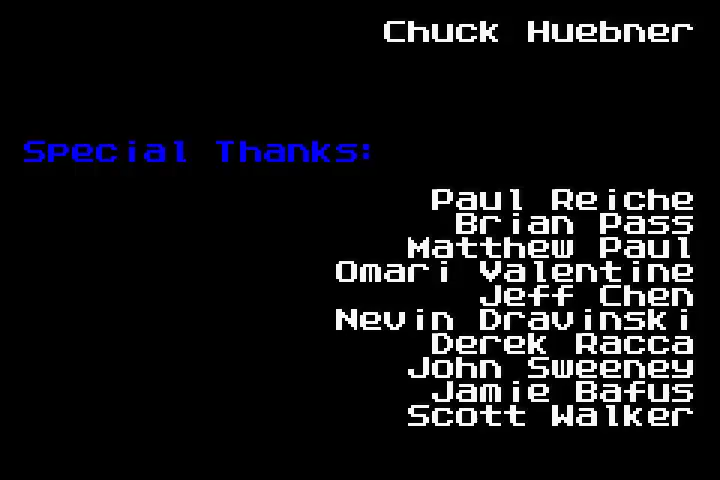 Chuck Huebner
Special Thanks:
Paul Reiche
Brian Pass
Matthew Paul
Omari Valentine
Jeff Chen
Nevin Dravinski
Derek Racca
John Sweeney
Jamie Bafus
Scott Walker